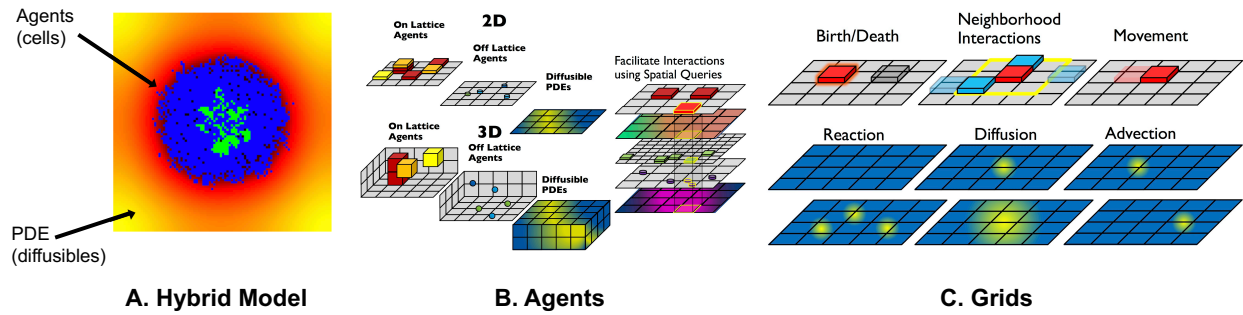 Agents
(cells)
PDE
(diffusibles)
A. Hybrid Model
2D
On Lattice
Agents
Off Lattice
Agents
Diffusible
PDEs
3D
On Lattice
Agents
Off Lattice
Agents
Diffusible
PDEs
Facilitate Interactions
using Spatial Queries
B. Agents
Birth/Death
Neighborhood
Interactions
Movement
Reaction
Diffusion
Advection
C. Grids